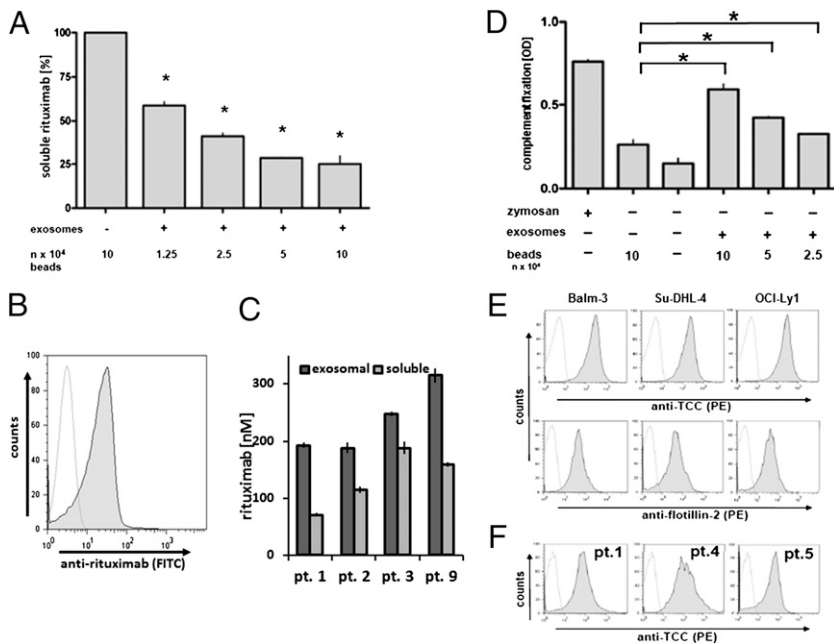 A
soluble rituximab [%]
100
75
50
25
0
*
*
*
*
exosomes - + + + +
n x 10⁴ beads 10 1.25 2.5 5 10
D
complement fixation [OD]
1.0
0.5
0.0
*
*
*
zymosan + – – – – –
exosomes – – – + + +
beads – 10 – 10 5 2.5
n x 10⁴
B
counts
100
80
60
40
20
0
10⁰ 10¹ 10² 10³
anti-rituximab (FITC)
C
rituximab [nM]
300
200
100
0
exosomal soluble
pt. 1 pt. 2 pt. 3 pt. 9
E
Balm-3 Su-DHL-4 OCI-Ly1
counts
anti-TCC (PE)
counts
anti-flotillin-2 (PE)
F
counts
pt.1 pt.4 pt.5
anti-TCC (PE)